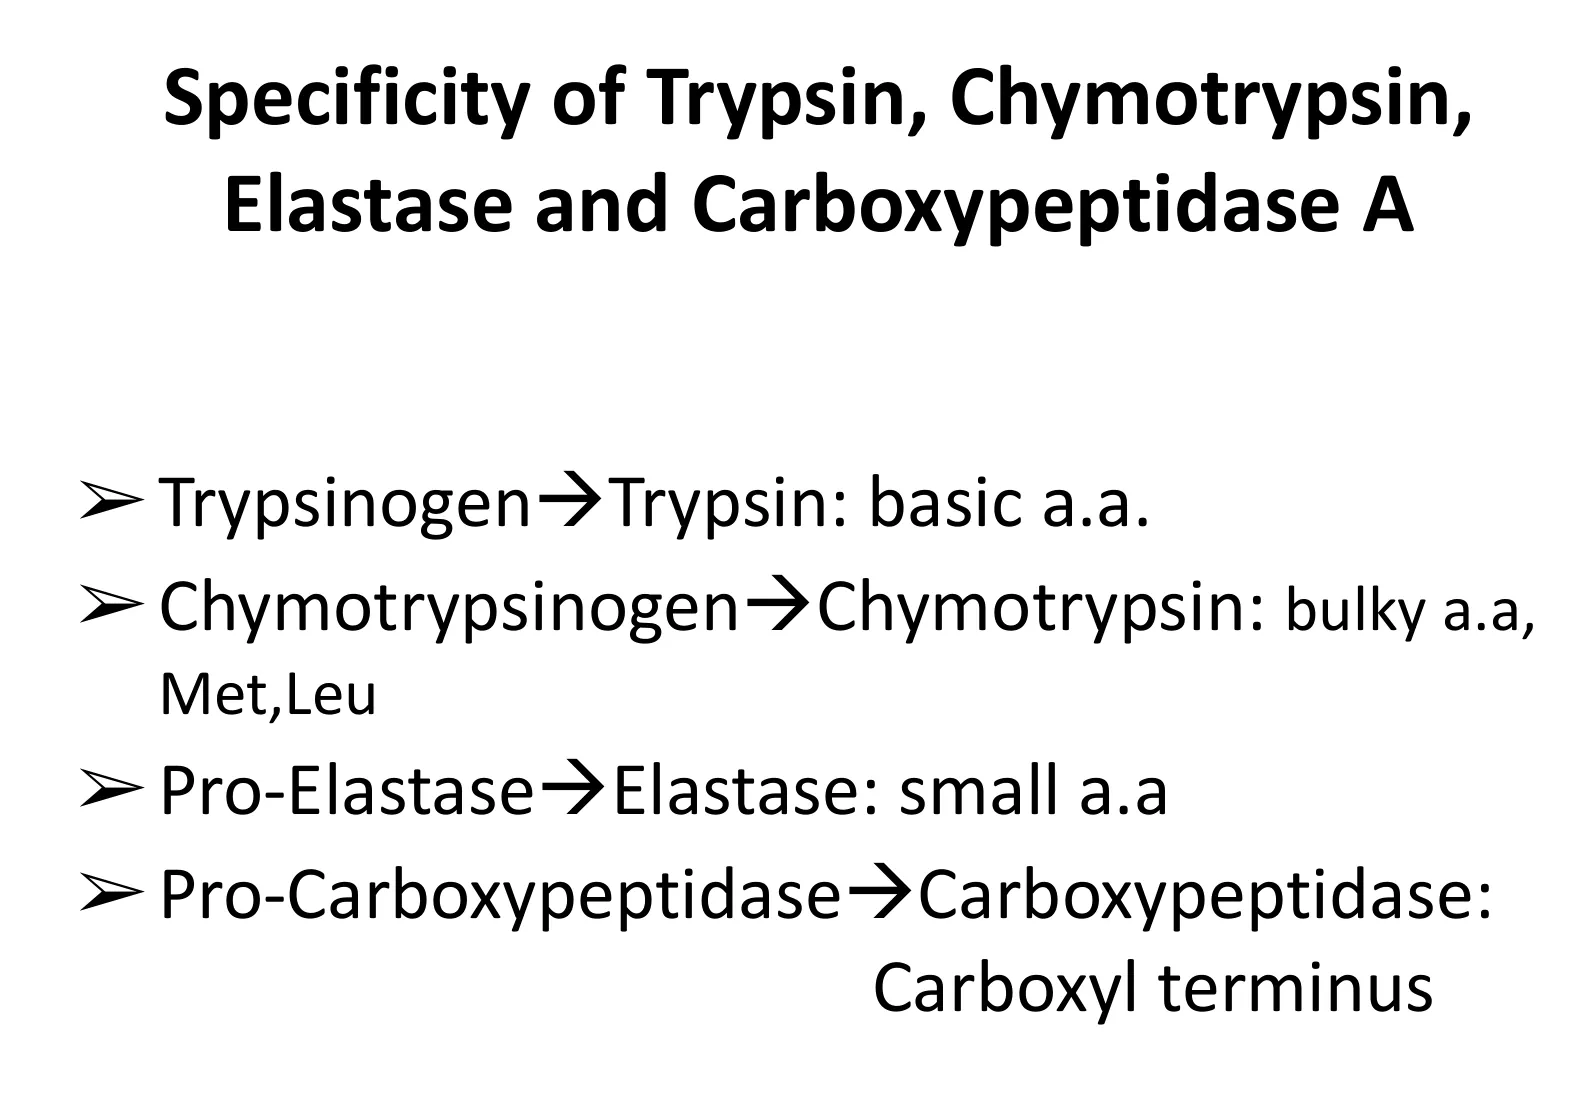 Specificity of Trypsin, Chymotrypsin,
Elastase and Carboxypeptidase A
➢ Trypsinogen→Trypsin: basic a.a.
➢ Chymotrypsinogen→Chymotrypsin: bulky a.a,
Met,Leu
➢ Pro-Elastase→Elastase: small a.a
➢ Pro-Carboxypeptidase→Carboxypeptidase:
Carboxyl terminus